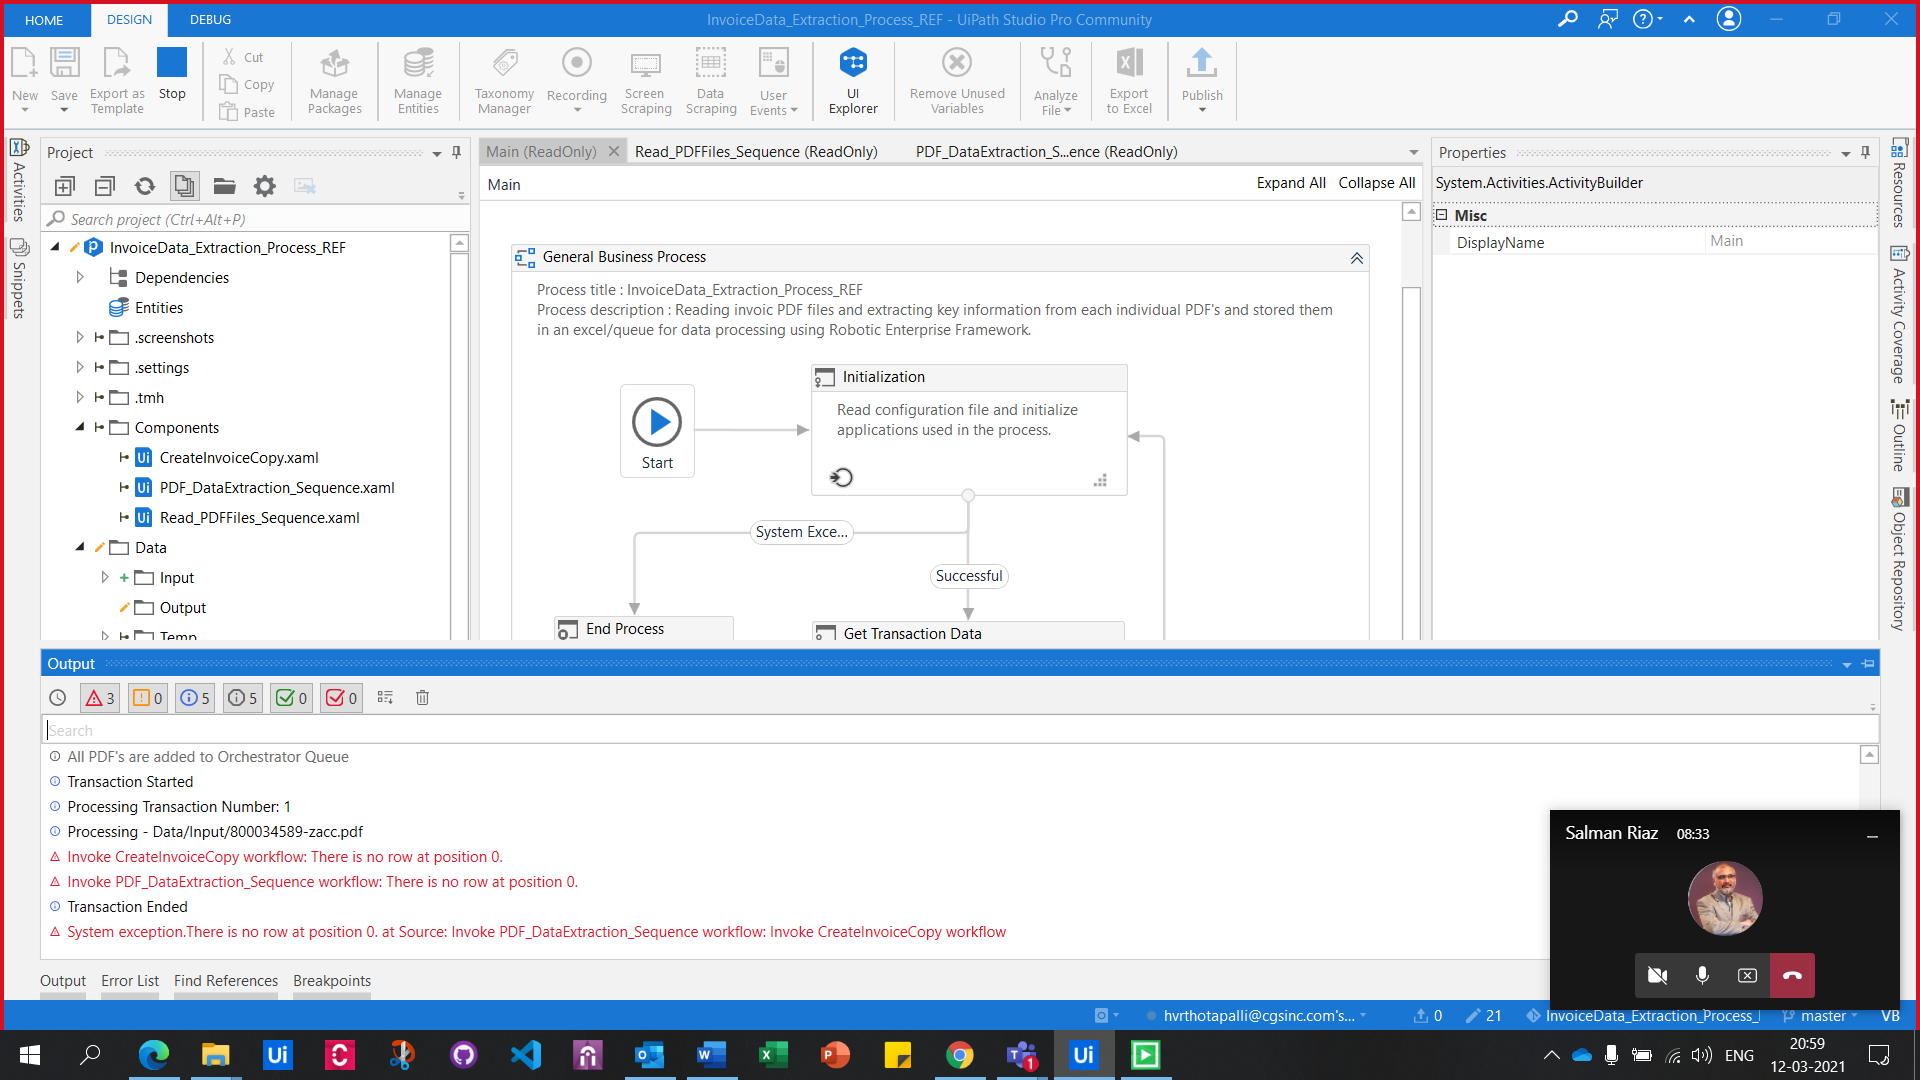 HOME
DESIGN
DEBUG
InvoiceData_Extraction_Process_REF - UiPath Studio Pro Community
New
Save
Export as Template
Stop
Cut
Copy
Paste
Manage Packages
Manage Entities
Taxonomy Manager
Recording
Screen Scraping
Data Scraping
User Events
UI Explorer
Remove Unused Variables
Analyze File
Export to Excel
Publish
Activities
Snippets
Project
Search project (Ctrl+Alt+P)
InvoiceData_Extraction_Process_REF
Dependencies
Entities
.screenshots
.settings
.tmh
Components
CreateInvoiceCopy.xaml
PDF_DataExtraction_Sequence.xaml
Read_PDFFiles_Sequence.xaml
Data
Input
Output
Temp
Main (ReadOnly)
Read_PDFFiles_Sequence (ReadOnly)
PDF_DataExtraction_S...ence (ReadOnly)
Main
Expand All
Collapse All
General Business Process
Process title : InvoiceData_Extraction_Process_REF
Process description : Reading invoic PDF files and extracting key information from each individual PDF's and stored them
in an excel/queue for data processing using Robotic Enterprise Framework.
Start
Initialization
Read configuration file and initialize
applications used in the process.
System Exce...
Successful
End Process
Get Transaction Data
Properties
System.Activities.ActivityBuilder
Misc
DisplayName
Main
Resources
Activity Coverage
Outline
Object Repository
Output
3
0
5
5
0
0
Search
All PDF's are added to Orchestrator Queue
Transaction Started
Processing Transaction Number: 1
Processing - Data/Input/800034589-zacc.pdf
Invoke CreateInvoiceCopy workflow: There is no row at position 0.
Invoke PDF_DataExtraction_Sequence workflow: There is no row at position 0.
Transaction Ended
System exception.There is no row at position 0. at Source: Invoke PDF_DataExtraction_Sequence workflow: Invoke CreateInvoiceCopy workflow
Output
Error List
Find References
Breakpoints
Salman Riaz
08:33
hvrthotapalli@cgsinc.com's...
0
21
InvoiceData_Extraction_Process_
master
VB
ENG
20:59
12-03-2021